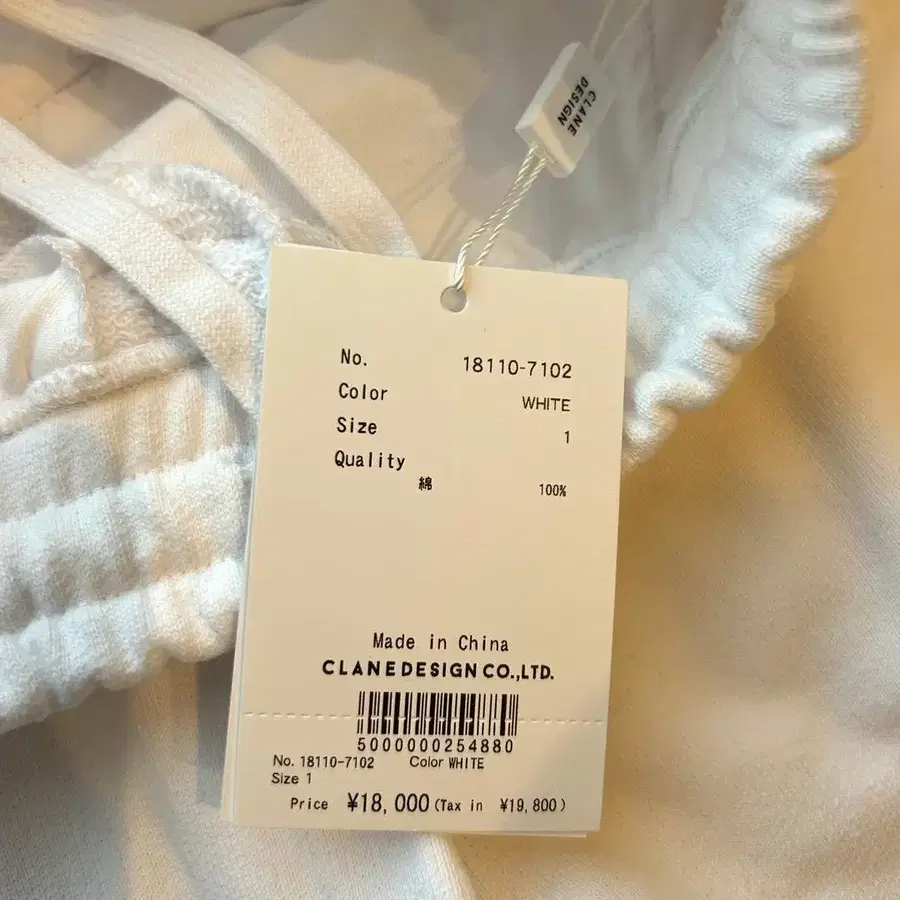 CLANE
DESIGN
No. 18110-7102
Color WHITE
Size 1
Quality
綿 100%
Made in China
CLANEDESIGN CO.,LTD.
5000000254880
No. 18110-7102 Color WHITE
Size 1
Price ¥18,000 (Tax in ¥19,800)